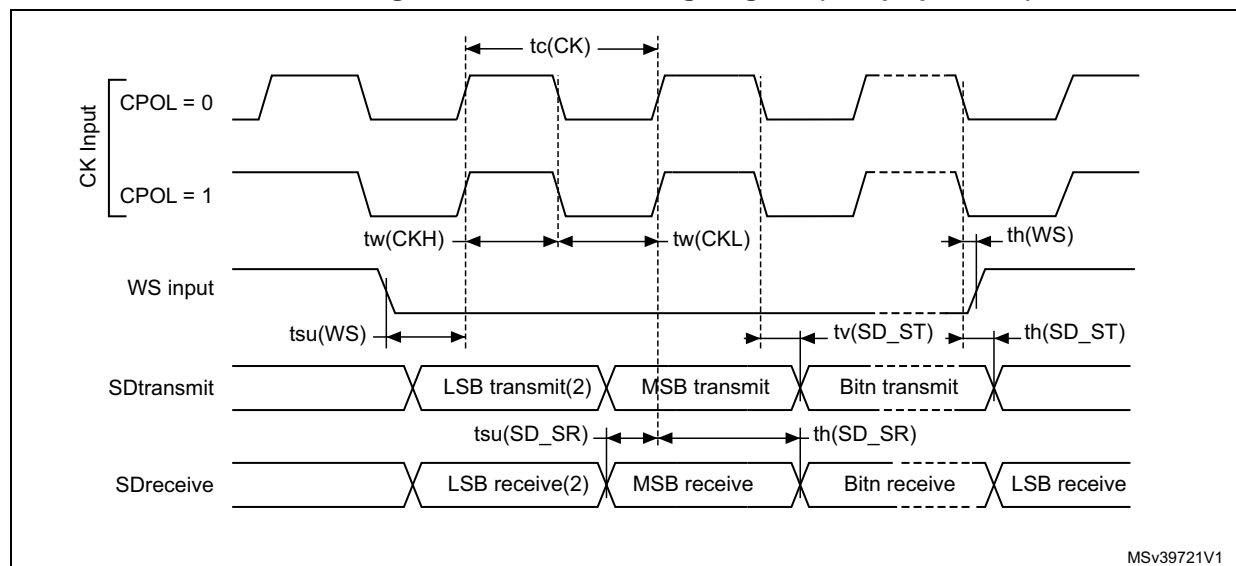 tc(CK)
CK Input
CPOL = 0
CPOL = 1
tw(CKH)
tw(CKL)
th(WS)
WS input
tsu(WS)
tv(SD_ST)
th(SD_ST)
SDtransmit
LSB transmit(2)
MSB transmit
Bitn transmit
tsu(SD_SR)
th(SD_SR)
SDreceive
LSB receive(2)
MSB receive
Bitn receive
LSB receive
MSv39721V1